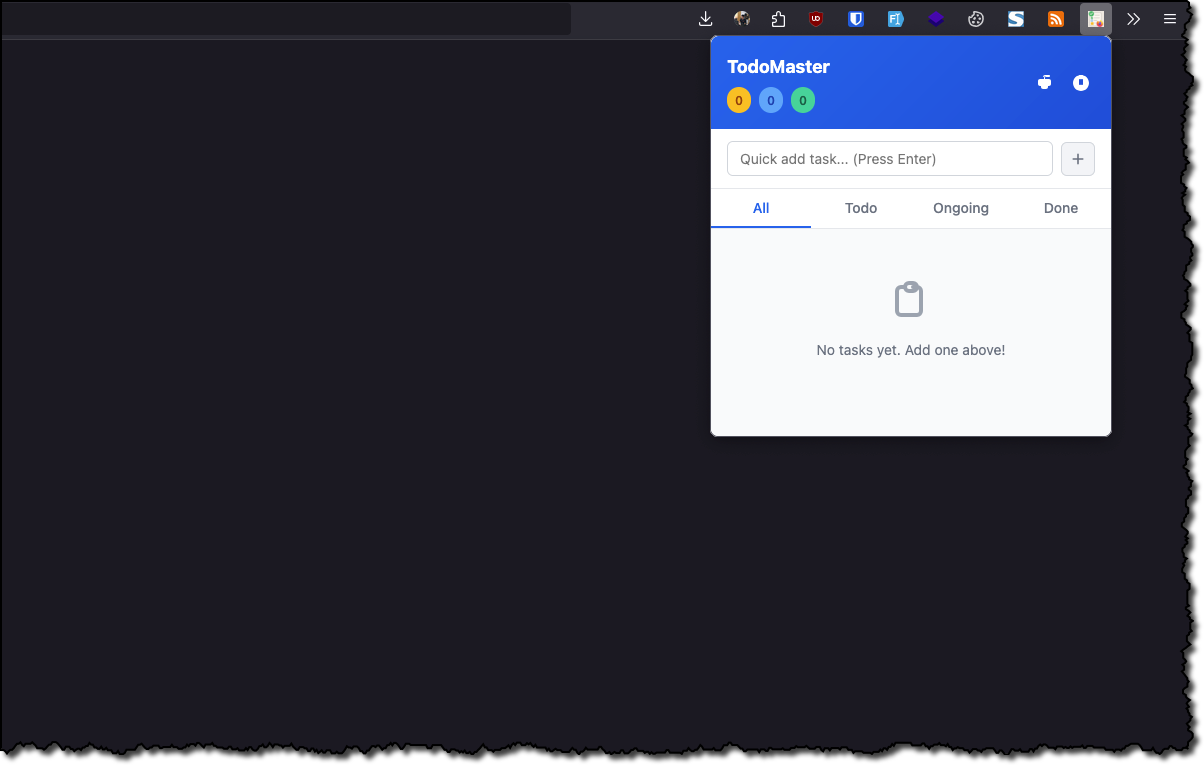 TodoMaster
0 0 0
Quick add task... (Press Enter)
All Todo Ongoing Done
No tasks yet. Add one above!